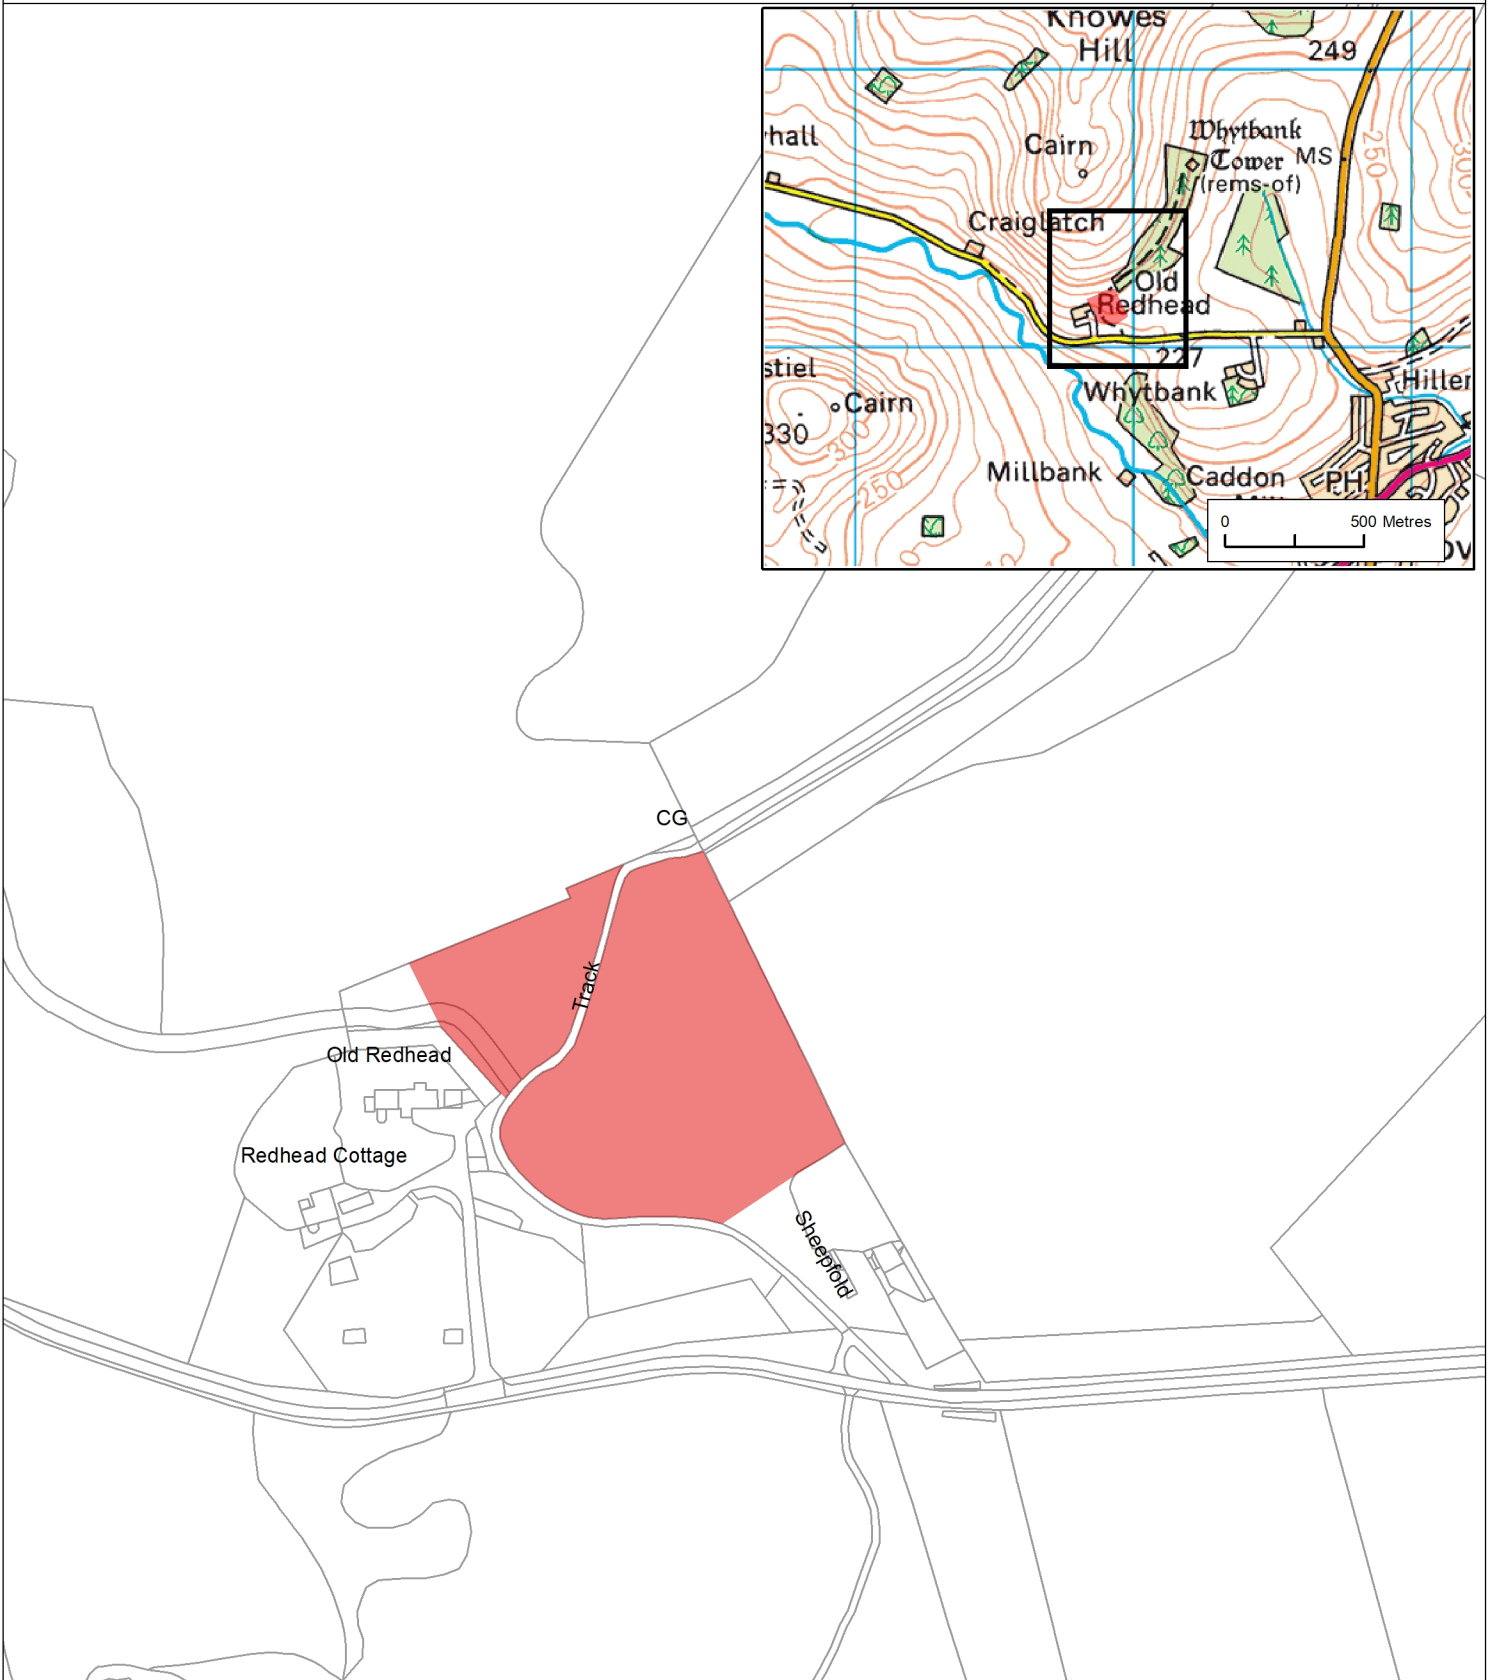 Knowes
Hill
249
hall
Cairn
Whytbank
Tower
MS
(rems-of)
250
300
Craiglatch
Old
Redhead
227
stiel
Cairn
Whytbank
Hiller
330
300
250
Millbank
Caddon
PH
0
500 Metres
CG
Track
Old Redhead
Redhead Cottage
Sheepfold